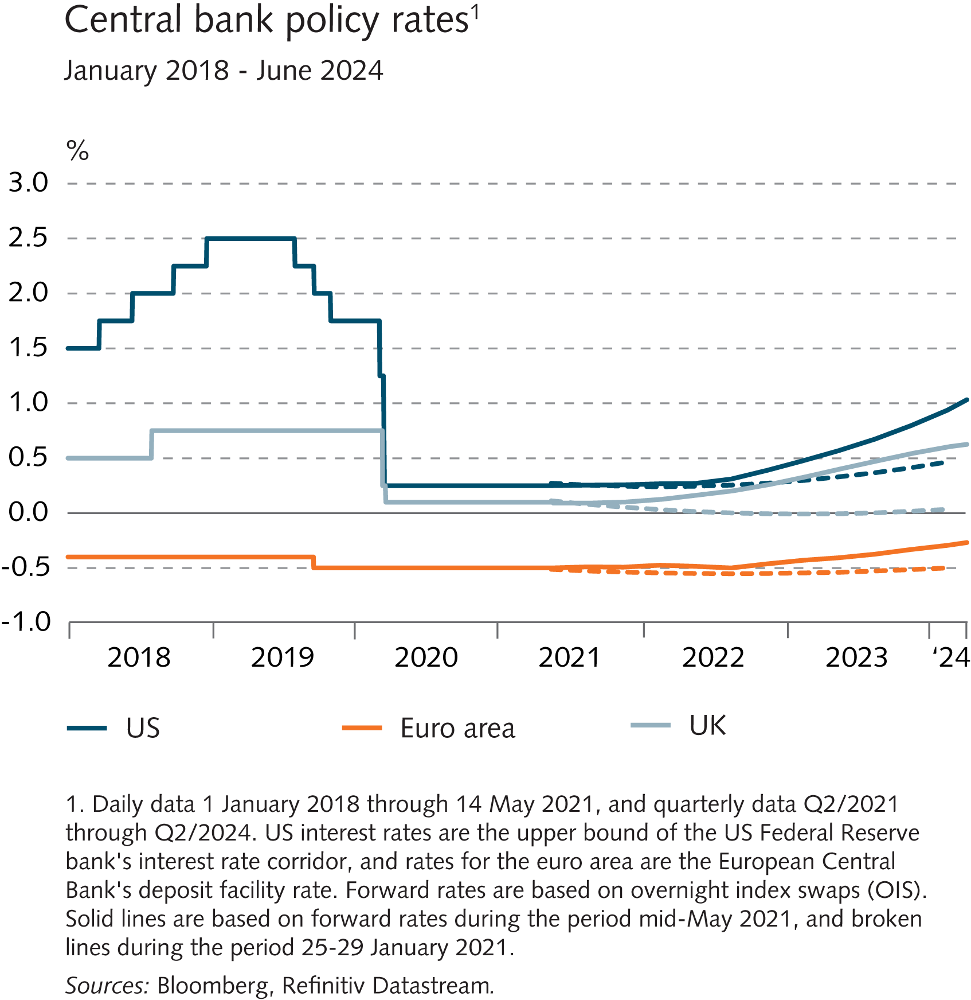 Central bank policy rates1
January 2018 - June 2024
%
3.0
2.5
2.0
1.5
1.0
0.5
0.0
-0.5
-1.0
2018 2019 2020 2021 2022 2023 ‘24
US Euro area UK
1. Daily data 1 January 2018 through 14 May 2021, and quarterly data Q2/2021
through Q2/2024. US interest rates are the upper bound of the US Federal Reserve
bank's interest rate corridor, and rates for the euro area are the European Central
Bank's deposit facility rate. Forward rates are based on overnight index swaps (OIS).
Solid lines are based on forward rates during the period mid-May 2021, and broken
lines during the period 25-29 January 2021.
Sources: Bloomberg, Refinitiv Datastream.